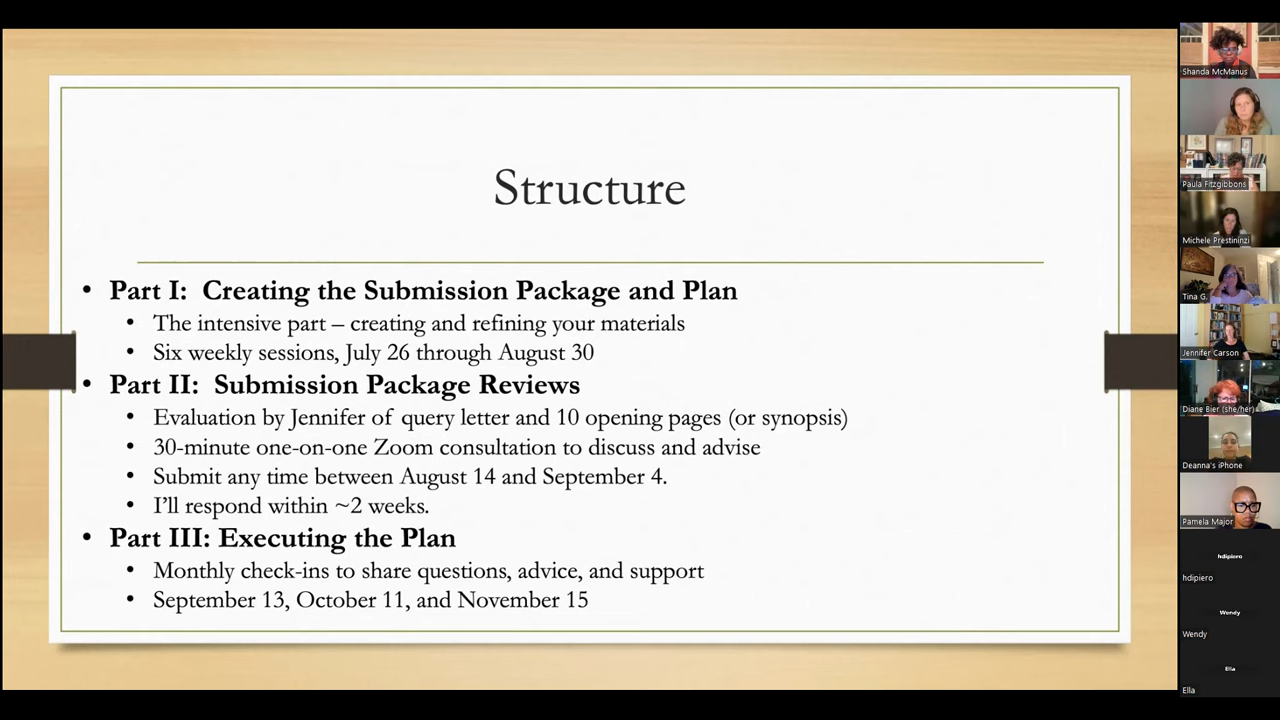 Structure
• Part I: Creating the Submission Package and Plan
• The intensive part – creating and refining your materials
• Six weekly sessions, July 26 through August 30
• Part II: Submission Package Reviews
• Evaluation by Jennifer of query letter and 10 opening pages (or synopsis)
• 30-minute one-on-one Zoom consultation to discuss and advise
• Submit any time between August 14 and September 4.
• I’ll respond within ~2 weeks.
• Part III: Executing the Plan
• Monthly check-ins to share questions, advice, and support
• September 13, October 11, and November 15
Shanda McManus
Paula Fitzgibbons
Michele Prestininzi
Tina G.
Jennifer Carson
Diane Bier (she/her)
Deanna's iPhone
Pamela Major
hdipiero
hdipiero
Wendy
Wendy
Ella
Ella